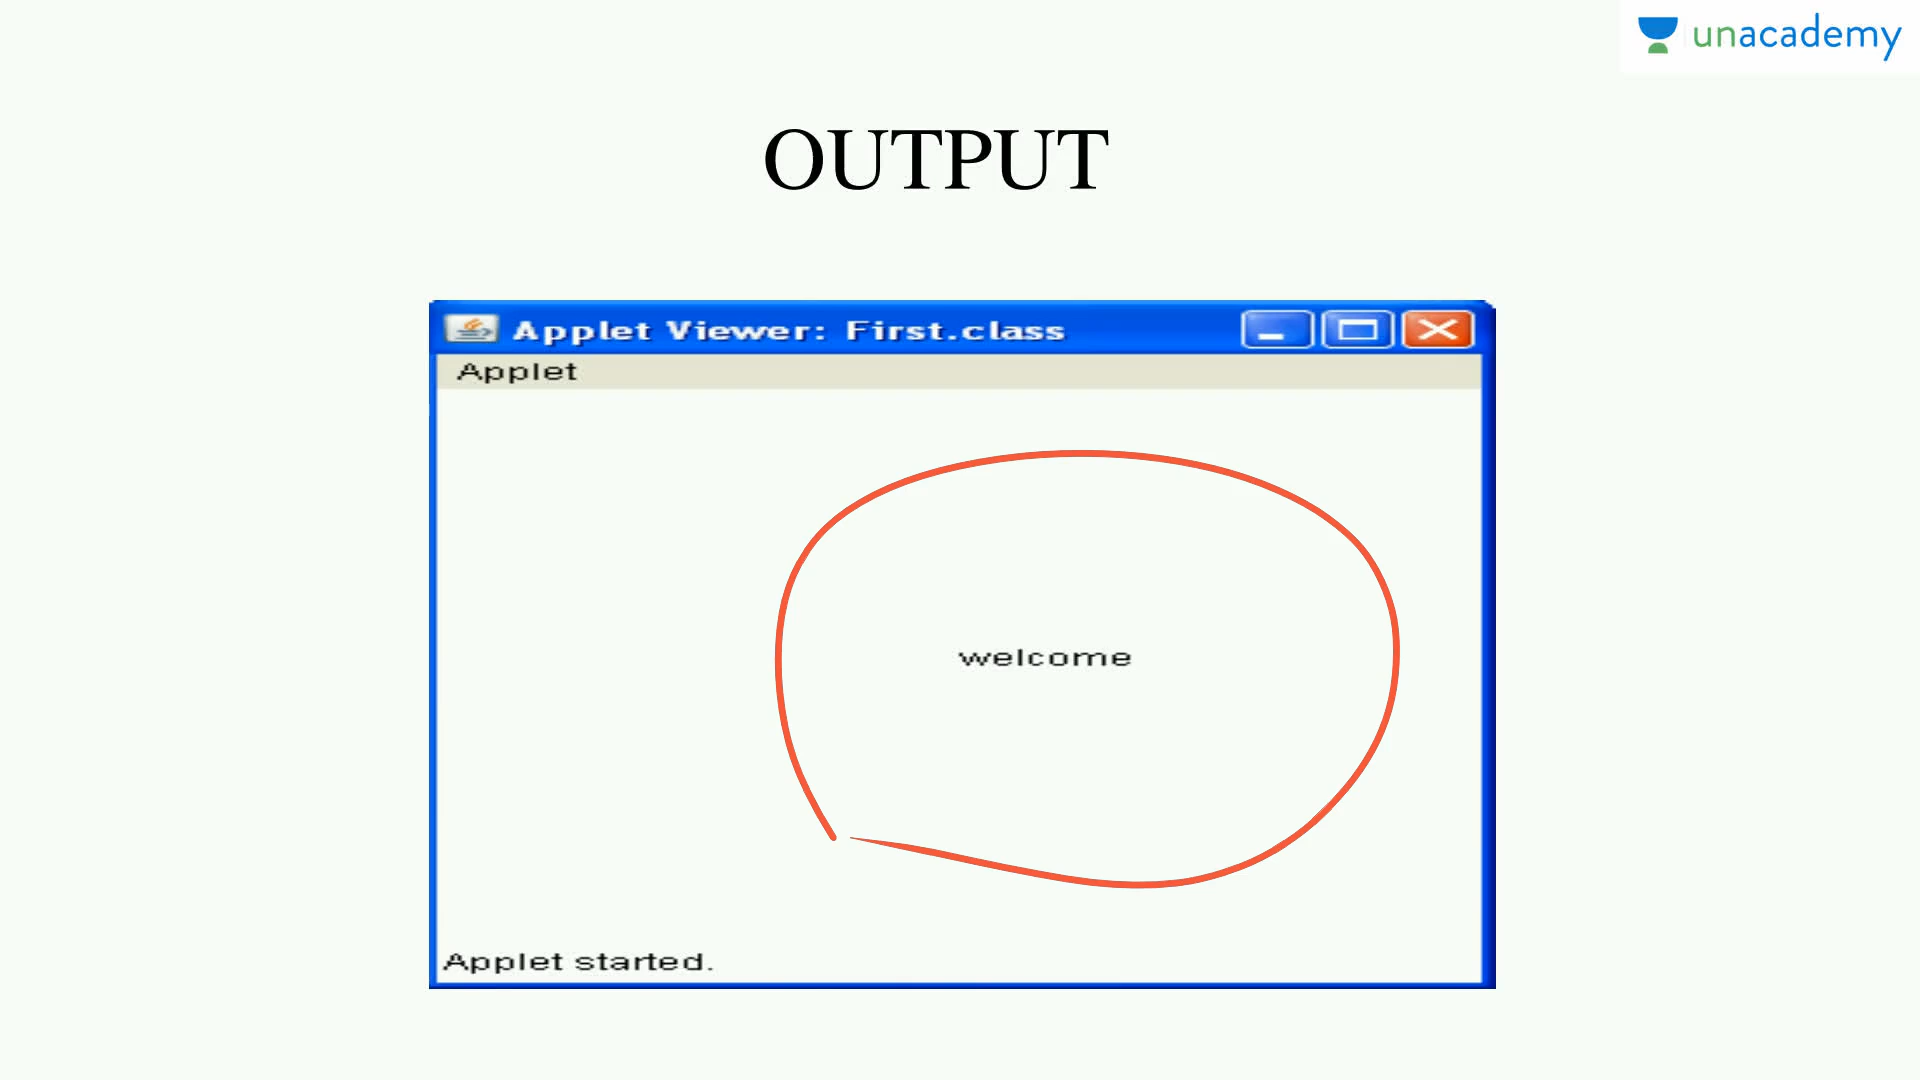 unacademy
OUTPUT
Applet Viewer: First.class
Applet
welcome
Applet started.